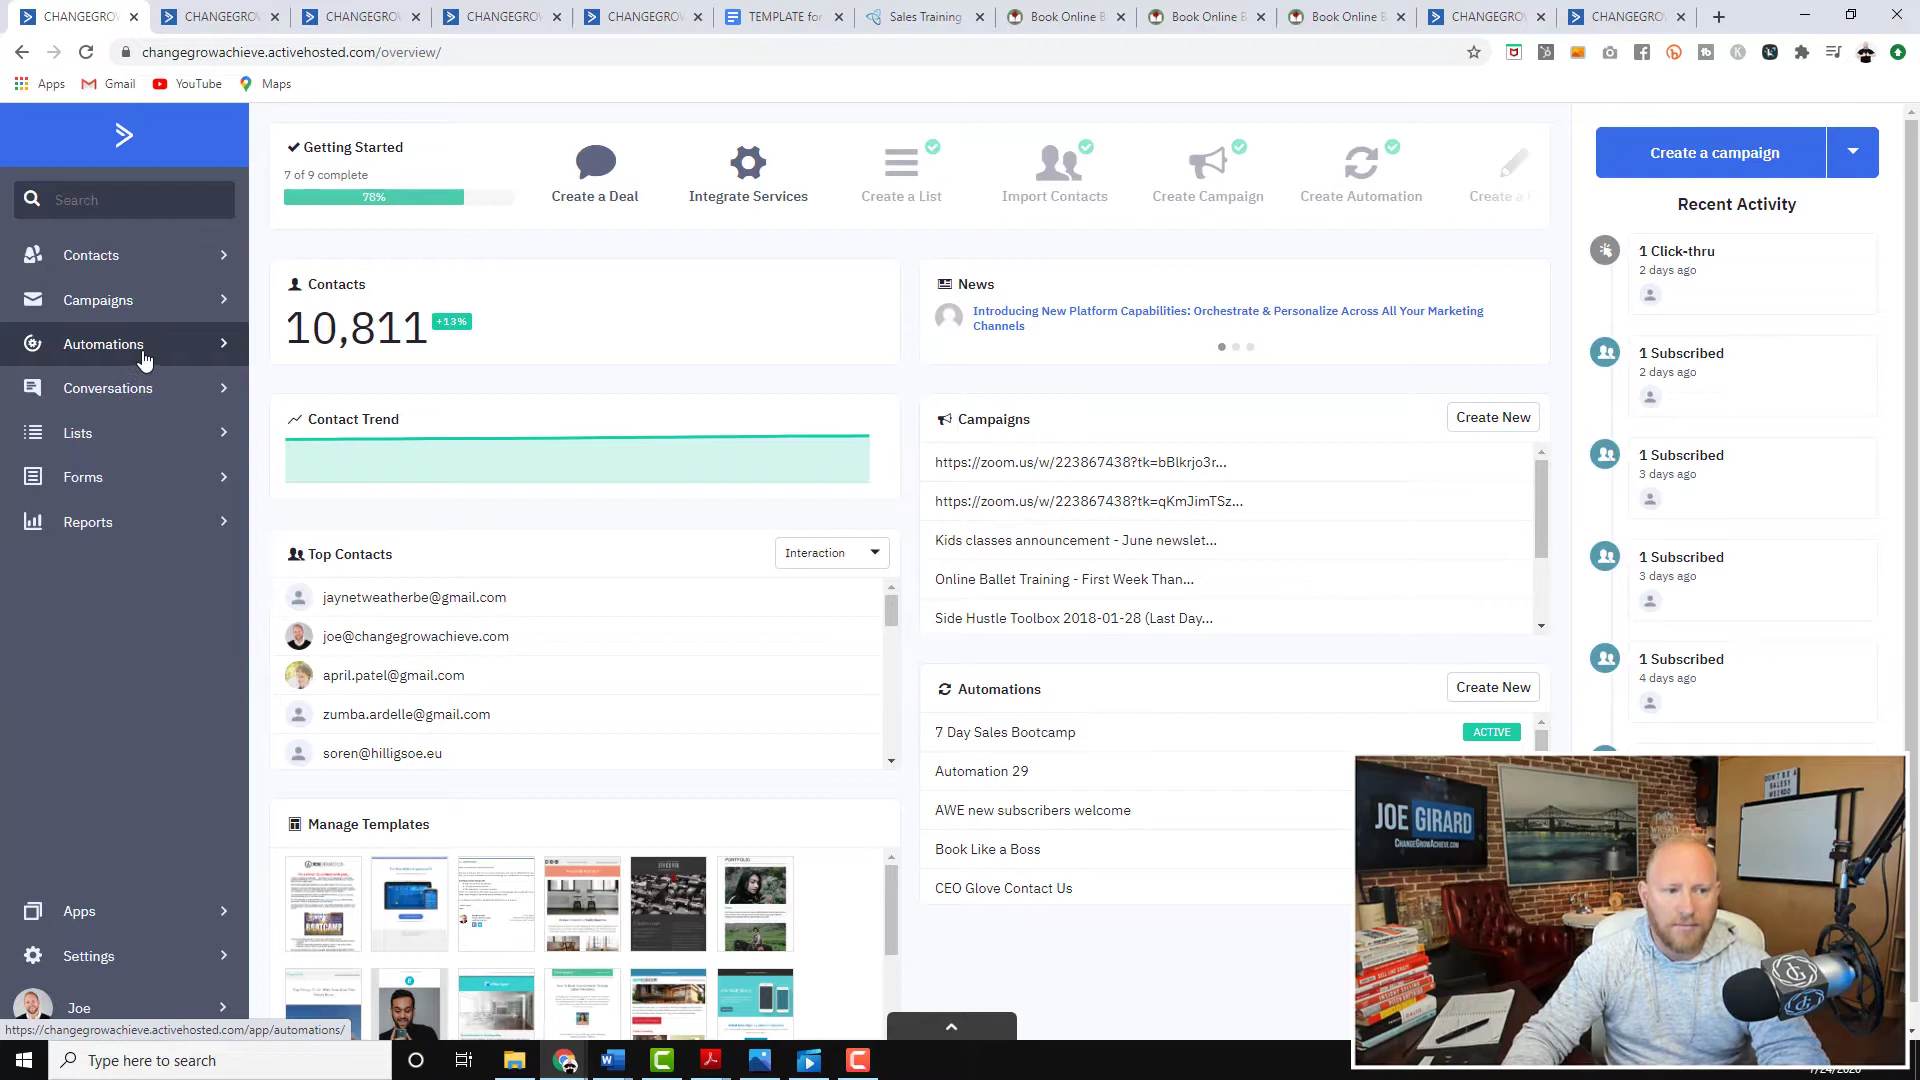 CHANGEGROW
CHANGEGRO
CHANGEGRO
CHANGEGRO
CHANGEGRO
TEMPLATE for
Sales Training
Book Online B
Book Online B
Book Online B
CHANGEGRO
CHANGEGRO
changegrowachieve.activehosted.com/overview/
Apps
Gmail
YouTube
Maps
Search
Contacts
Campaigns
Automations
Conversations
Lists
Forms
Reports
Apps
Settings
Joe
https://changegrowachieve.activehosted.com/app/automations/
Getting Started
7 of 9 complete
78%
Create a Deal
Integrate Services
Create a List
Import Contacts
Create Campaign
Create Automation
Create a
Contacts
10,811
+13%
Contact Trend
Top Contacts
Interaction
jaynetweatherbe@gmail.com
joe@changegrowachieve.com
april.patel@gmail.com
zumba.ardelle@gmail.com
soren@hilligsoe.eu
Manage Templates
News
Introducing New Platform Capabilities: Orchestrate & Personalize Across All Your Marketing
Channels
Campaigns
Create New
https://zoom.us/w/223867438?tk=bBlkrjo3r...
https://zoom.us/w/223867438?tk=qKmJimTSz...
Kids classes announcement - June newslet...
Online Ballet Training - First Week Than...
Side Hustle Toolbox 2018-01-28 (Last Day...
Automations
Create New
7 Day Sales Bootcamp
ACTIVE
Automation 29
AWE new subscribers welcome
Book Like a Boss
CEO Glove Contact Us
Create a campaign
Recent Activity
1 Click-thru
2 days ago
1 Subscribed
2 days ago
1 Subscribed
3 days ago
1 Subscribed
3 days ago
1 Subscribed
4 days ago
JOE GIRARD
CHANGEGROWACHIEVE.COM
DON'T BE A
SALESY
WEIRDO
Type here to search